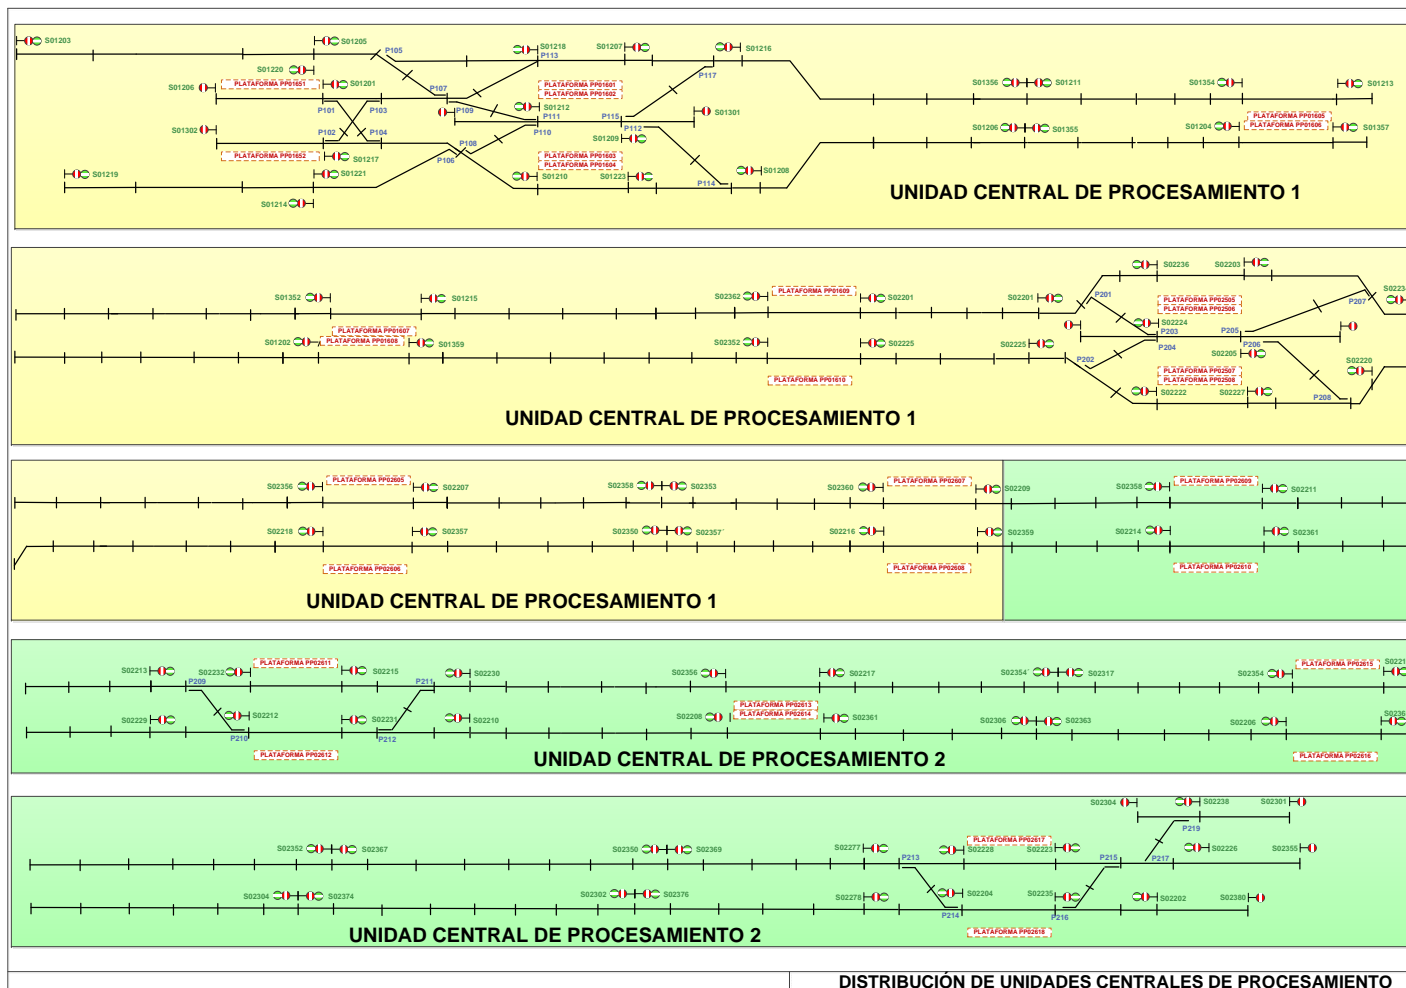 S01203
S01205
P105
S01218
S01207
S01216
P113
S01220
P117
S01206
PLATAFORMA PP01651
S01201
P107
PLATAFORMA PP01601
PLATAFORMA PP01602
S01356
S01211
S01354
S01213
P101
P103
P109
S01212
P111
P115
S01301
PLATAFORMA PP01605
PLATAFORMA PP01606
S01302
P102
P104
P110
P112
S01206
S01355
S01204
S01357
P108
S01209
PLATAFORMA PP01652
S01217
P106
PLATAFORMA PP01603
PLATAFORMA PP01604
S01219
S01221
S01210
S01223
P114
S01208
S01214
UNIDAD CENTRAL DE PROCESAMIENTO 1
S02236
S02203
S01352
S01215
S02362
PLATAFORMA PP01609
S02201
S02201
P201
PLATAFORMA PP02505
PLATAFORMA PP02506
P207
S0223
PLATAFORMA PP01607
S02224
P203
P205
S01202
PLATAFORMA PP01608
S01359
S02352
S02225
S02225
P204
P206
P202
S02205
PLATAFORMA PP01610
PLATAFORMA PP02507
PLATAFORMA PP02508
S02220
S02222
S02227
P208
UNIDAD CENTRAL DE PROCESAMIENTO 1
S02356
PLATAFORMA PP02605
S02207
S02358
S02353
S02360
PLATAFORMA PP02607
S02209
S02358
PLATAFORMA PP02609
S02211
S02218
S02357
S02350
S02357´
S02216
S02359
S02214
S02361
PLATAFORMA PP02606
PLATAFORMA PP02608
PLATAFORMA PP02610
UNIDAD CENTRAL DE PROCESAMIENTO 1
S02213
S02232
PLATAFORMA PP02611
S02215
S02230
S02356
S02217
S02354´
S02317
S02354
PLATAFORMA PP02615
S0221
P209
P211
S02229
S02212
S02231
S02210
S02208
PLATAFORMA PP02613
PLATAFORMA PP02614
S02361
S02306
S02363
S02206
S0236
P210
P212
PLATAFORMA PP02612
PLATAFORMA PP02616
UNIDAD CENTRAL DE PROCESAMIENTO 2
S02304
S02238
S02301
P219
S02352
S02367
S02350
S02369
S02277
PLATAFORMA PP02617
S02228
S02223
S02226
S02355
P213
P215
P217
S02304
S02374
S02302
S02376
S02278
S02204
S02235
S02202
S02380
P214
P216
PLATAFORMA PP02618
UNIDAD CENTRAL DE PROCESAMIENTO 2
DISTRIBUCIÓN DE UNIDADES CENTRALES DE PROCESAMIENTO